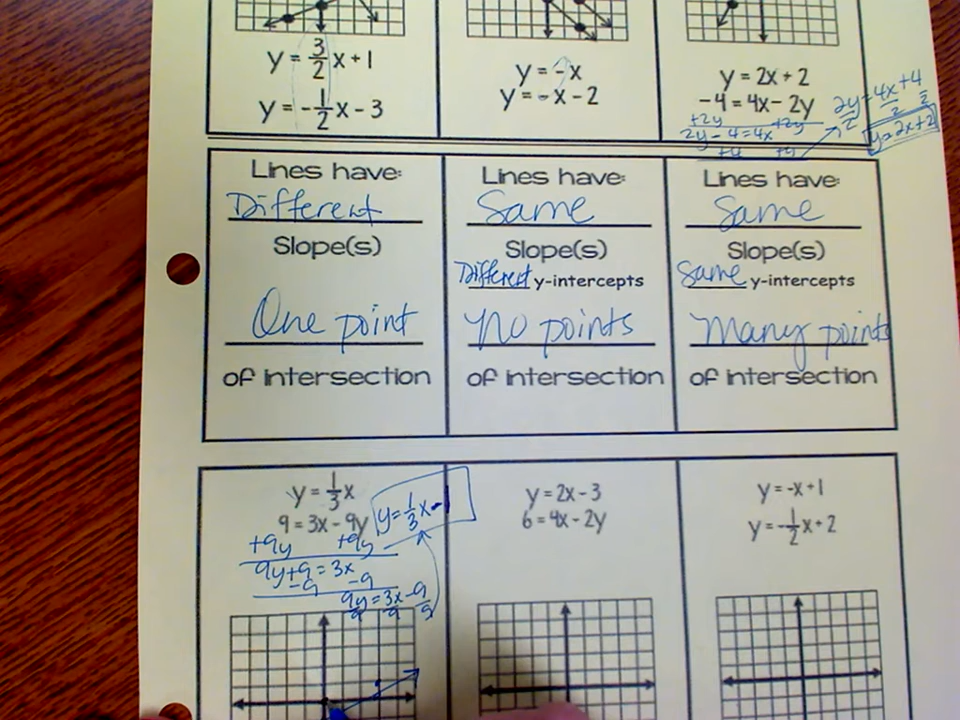 y = 3/2 x + 1
y = -1/2 x - 3
y = -x
y = -x - 2
y = 2x + 2
-4 = 4x - 2y
+2y +2y
2y - 4 = 4x
+4 +4
2y = 4x + 4
2 2 2
y = 2x + 2
Lines have:
Different
Slope(s)
One point
of intersection
Lines have:
Same
Slope(s)
Different y-intercepts
No points
of intersection
Lines have:
Same
Slope(s)
Same y-intercepts
Many points
of intersection
y = 1/3 x
9 = 3x - 9y
y = 1/3 x - 1
+9y +9y
9y + 9 = 3x
-9 -9
9y = 3x - 9
9 9 9
y = 2x - 3
6 = 4x - 2y
y = -x + 1
y = -1/2 x + 2